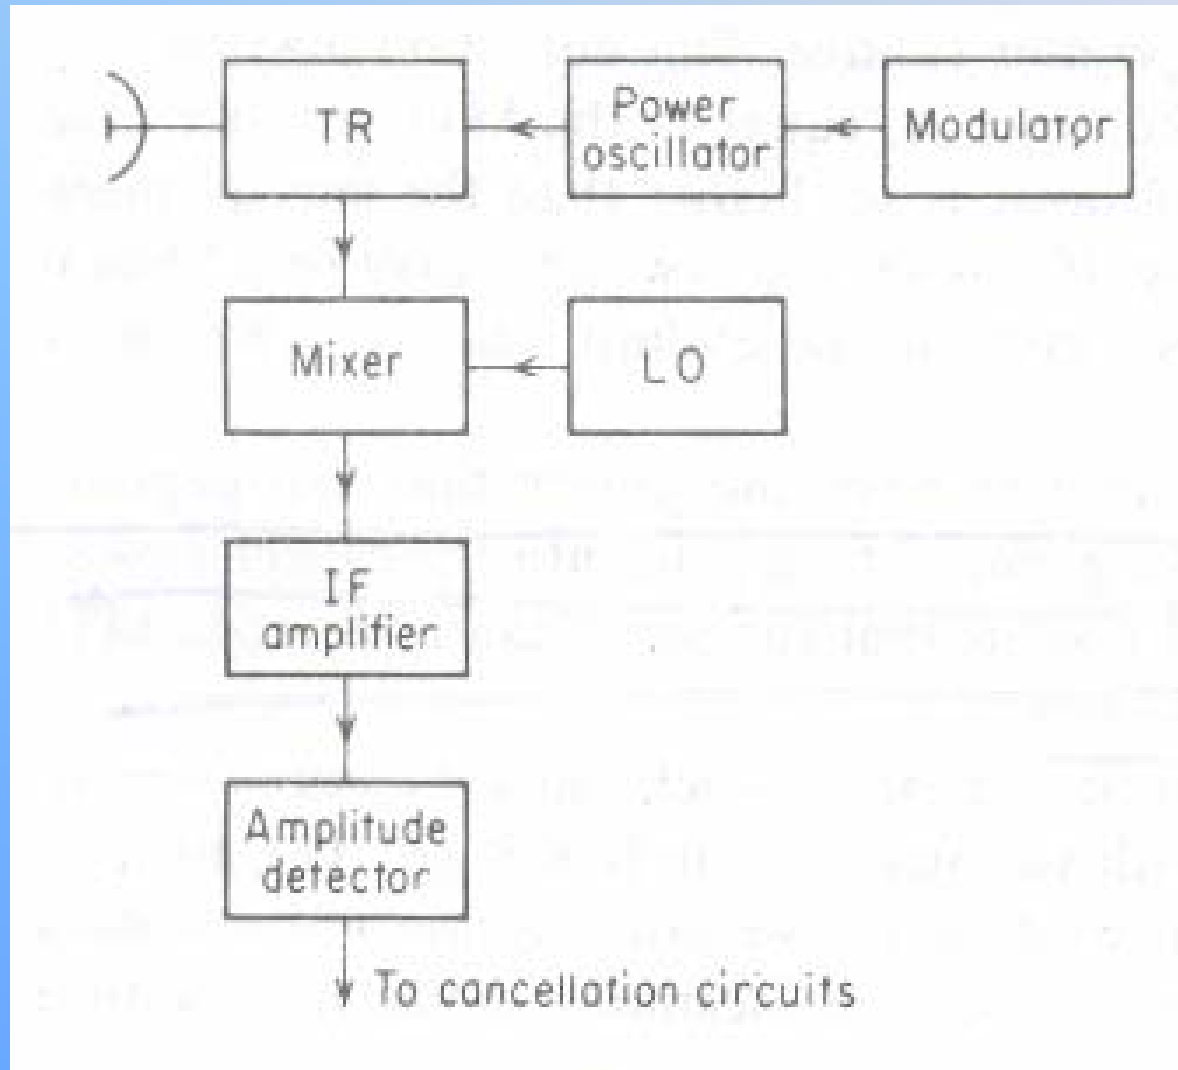 TR
Power
oscillator
Modulator
Mixer
LO
IF
amplifier
Amplitude
detector
To cancellation circuits